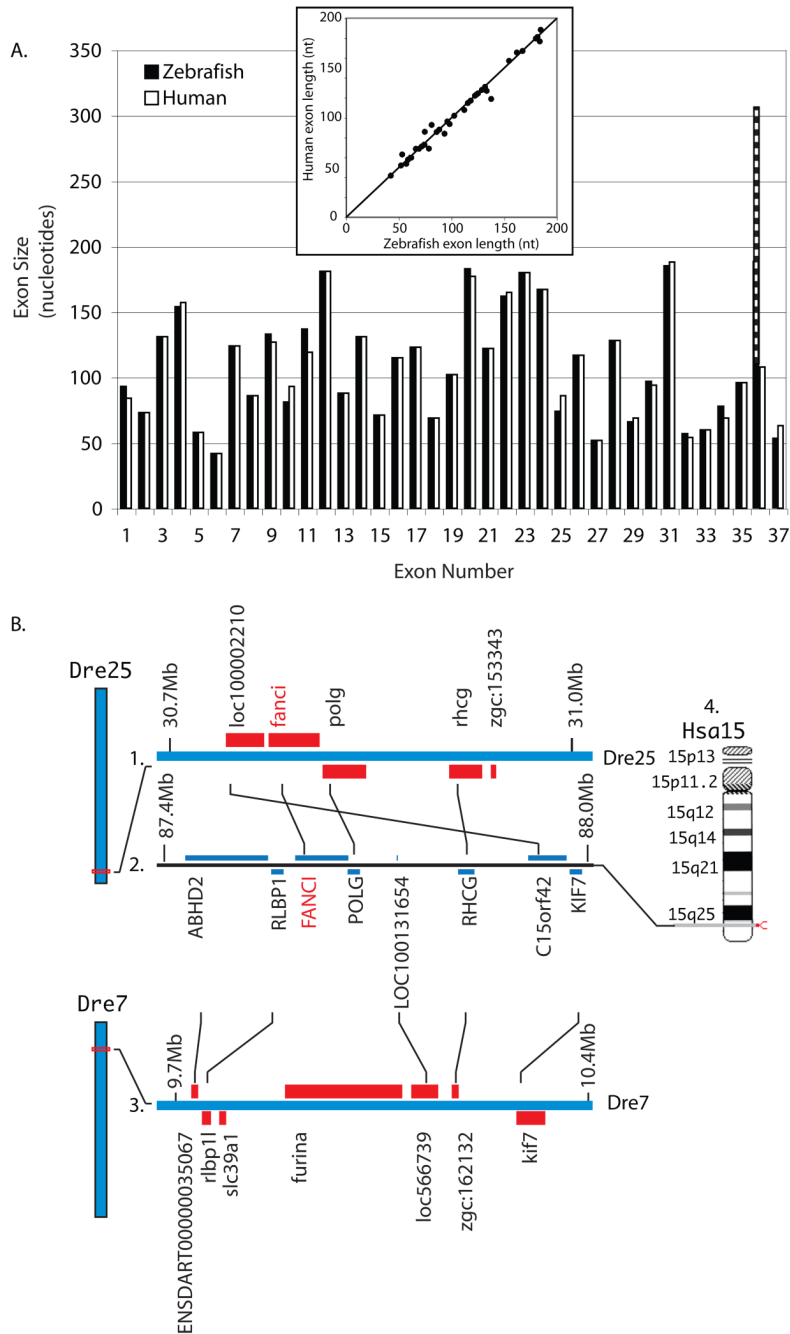 A.
350
300
250
200
150
100
50
0
Exon Size
(nucleotides)
Zebrafish
Human
200
150
100
50
0
Human exon length (nt)
0 50 100 150 200
Zebrafish exon length (nt)
1 3 5 7 9 11 13 15 17 19 21 23 25 27 29 31 33 35 37
Exon Number
B.
Dre25
30.7Mb
loc100002210
fanci
polg
rhcg
zgc:153343
31.0Mb
1.
Dre25
4.
Hsa15
15p13
15p11.2
15q12
15q14
15q21
15q25
87.4Mb
88.0Mb
2.
ABHD2
RLBP1
FANCI
POLG
LOC100131654
RHCG
C15orf42
KIF7
Dre7
9.7Mb
10.4Mb
3.
Dre7
ENSDART00000035067
rlbp1l
slc39a1
furina
loc566739
zgc:162132
kif7